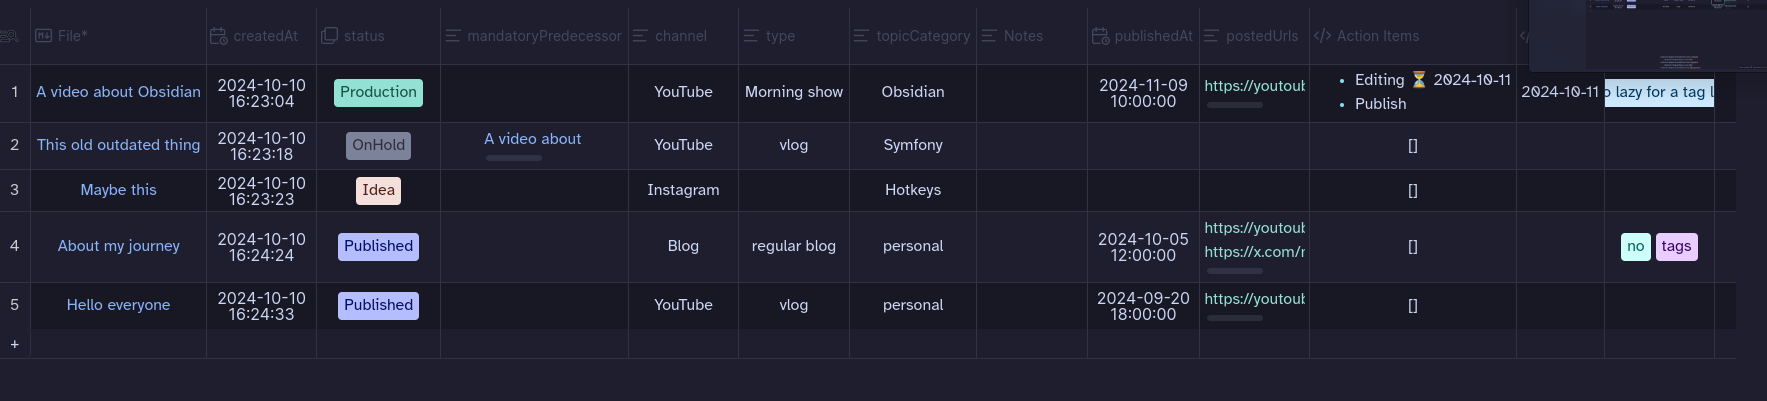 File* createdAt status mandatoryPredecessor channel type topicCategory Notes publishedAt postedUrls Action Items
1 A video about Obsidian 2024-10-10 16:23:04 Production YouTube Morning show Obsidian 2024-11-09 10:00:00 https://youtub • Editing ⏳ 2024-10-11 • Publish 2024-10-11 o lazy for a tag l
2 This old outdated thing 2024-10-10 16:23:18 OnHold A video about YouTube vlog Symfony []
3 Maybe this 2024-10-10 16:23:23 Idea Instagram Hotkeys []
4 About my journey 2024-10-10 16:24:24 Published Blog regular blog personal 2024-10-05 12:00:00 https://youtub https://x.com/r [] no tags
5 Hello everyone 2024-10-10 16:24:33 Published YouTube vlog personal 2024-09-20 18:00:00 https://youtub []
+